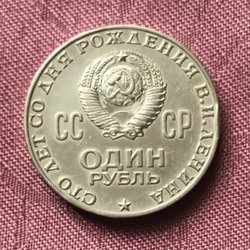 СТО ЛЕТ СО ДНЯ РОЖДЕНИЯ В.И.ЛЕНИНА
СС СР
ОДИН
РУБЛЬ